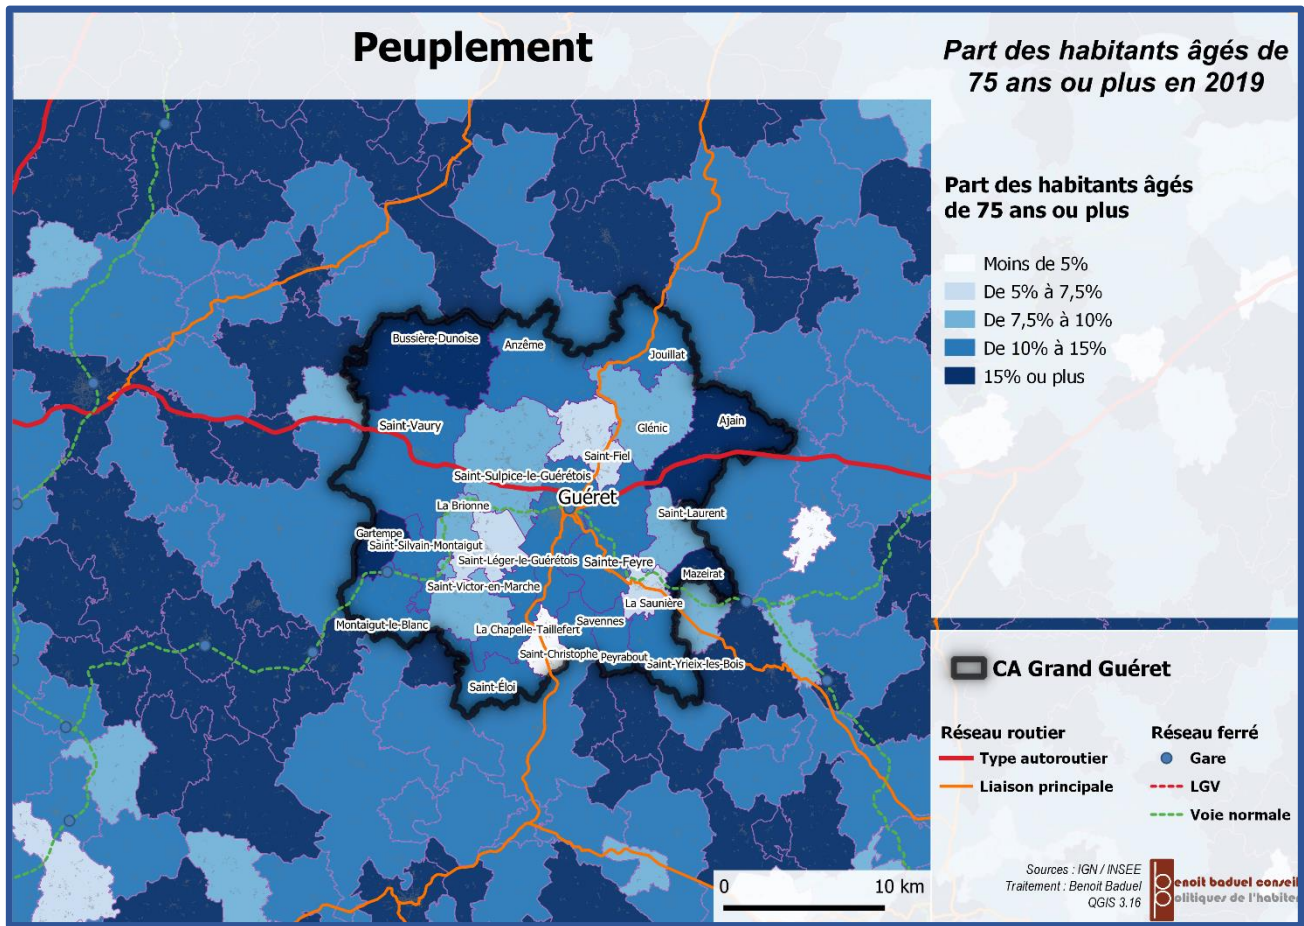 Peuplement
Part des habitants âgés de
75 ans ou plus en 2019
Part des habitants âgés
de 75 ans ou plus
Moins de 5%
De 5% à 7,5%
De 7,5% à 10%
De 10% à 15%
15% ou plus
Bussière-Dunoise
Anzême
Jouillat
Saint-Vaury
Glénic
Ajain
Saint-Fiel
Saint-Sulpice-le-Guérétois
Guéret
La Brionne
Saint-Laurent
Gartempe
Saint-Silvain-Montaigut
Saint-Léger-le-Guérétois
Sainte-Feyre
Mazeirat
Saint-Victor-en-Marche
La Saunière
Montaigut-le-Blanc
La Chapelle-Taillefert
Savennes
Saint-Christophe
Peyrabout
Saint-Yrieix-les-Bois
Saint-Éloi
CA Grand Guéret
Réseau routier
Type autoroutier
Liaison principale
Réseau ferré
Gare
LGV
Voie normale
0 10 km
Sources : IGN / INSEE
Traitement : Benoit Baduel
QGIS 3.16
benoit baduel conseil
politiques de l'habitat